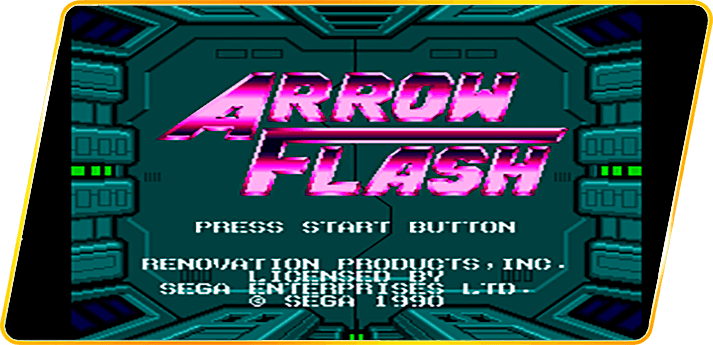 ARROW
FLASH
PRESS START BUTTON
RENOVATION PRODUCTS, INC.
LICENSED BY
SEGA ENTERPRISES LTD.
© SEGA 1990